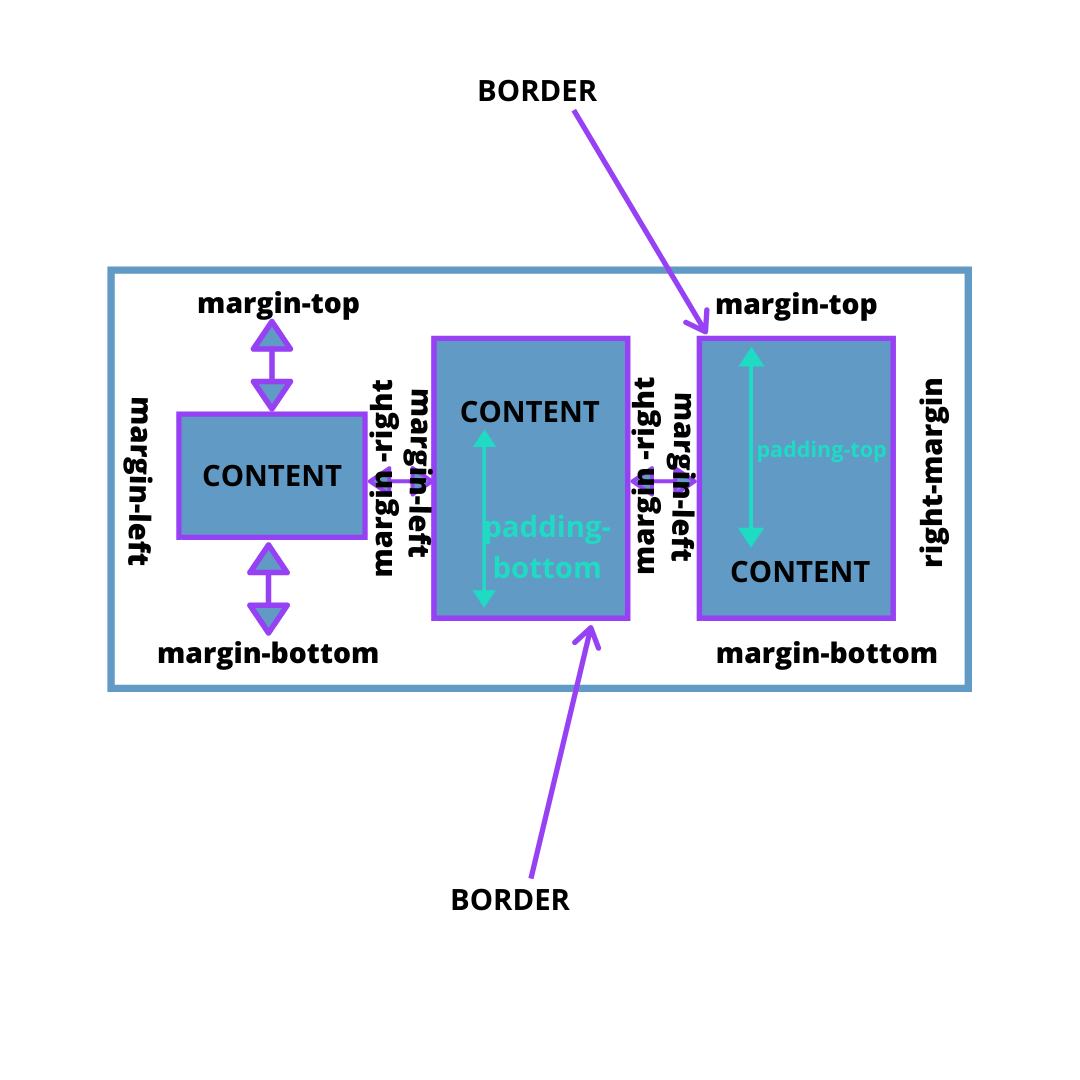 BORDER
margin-top
margin-top
margin-left
CONTENT
margin -right
margin-left
CONTENT
padding-
bottom
margin -right
margin-left
padding-top
CONTENT
right-margin
margin-bottom
margin-bottom
BORDER